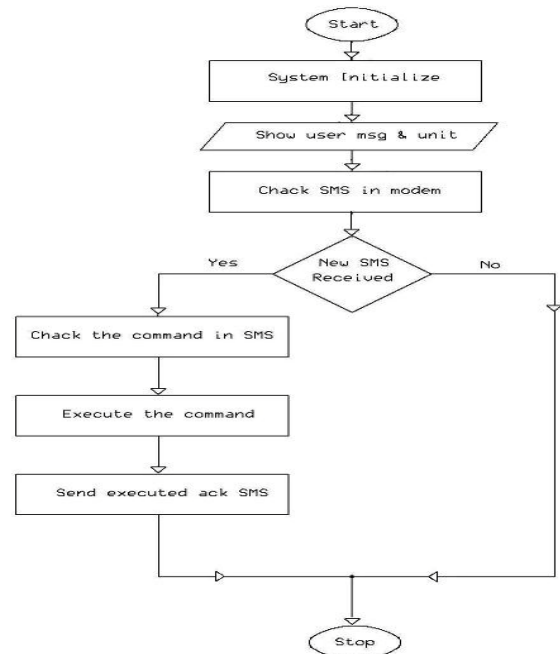 Start
System Initialize
Show user msg & unit
Chack SMS in modem
New SMS
Received
Yes
No
Chack the command in SMS
Execute the command
Send executed ack SMS
Stop